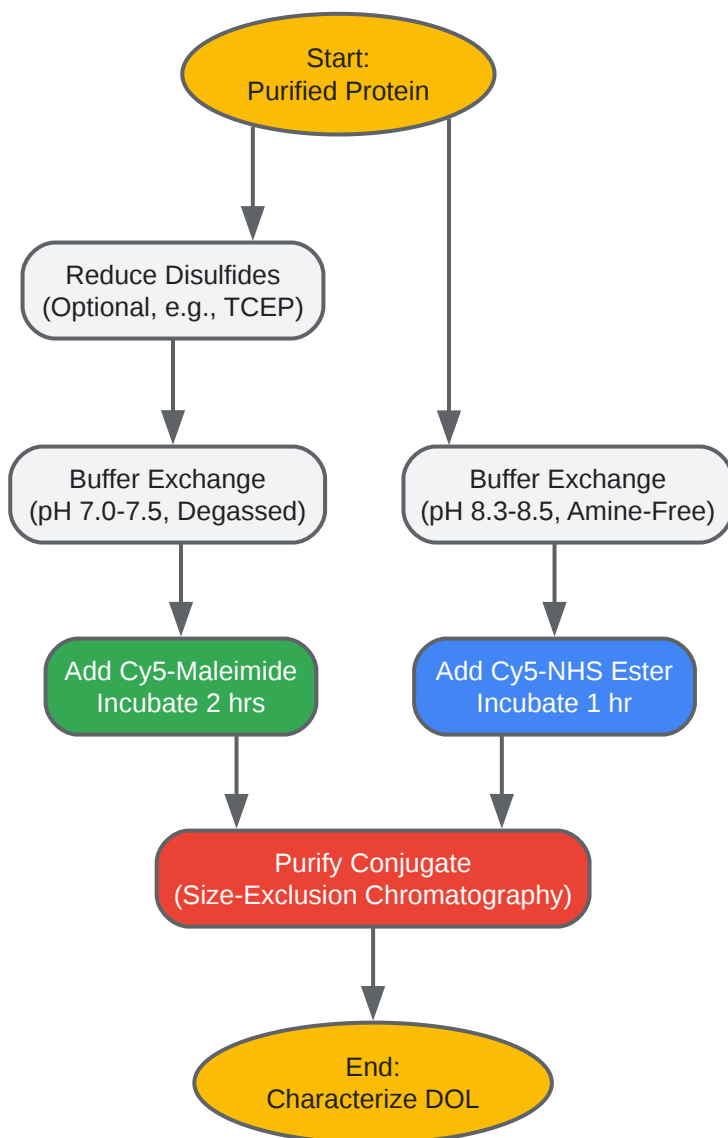 Start:
Purified Protein
Reduce Disulfides
(Optional, e.g., TCEP)
Buffer Exchange
(pH 7.0-7.5, Degassed)
Buffer Exchange
(pH 8.3-8.5, Amine-Free)
Add Cy5-Maleimide
Incubate 2 hrs
Add Cy5-NHS Ester
Incubate 1 hr
Purify Conjugate
(Size-Exclusion Chromatography)
End:
Characterize DOL